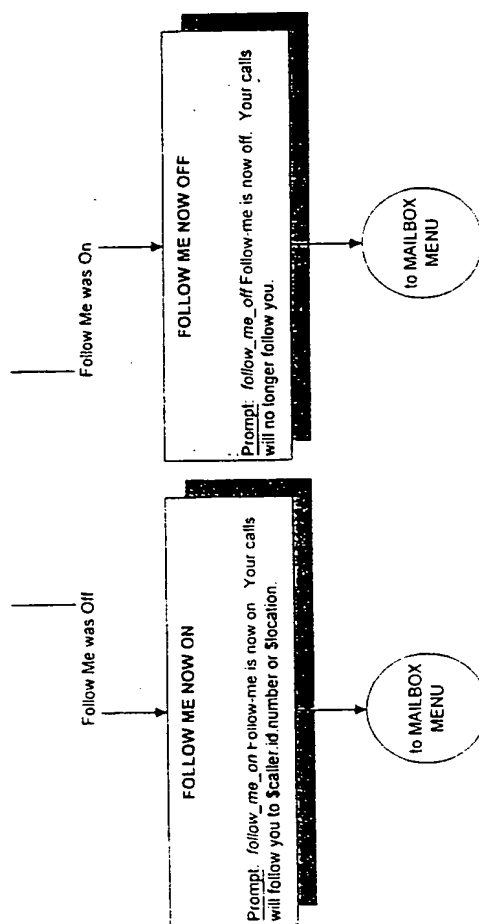 Follow Me was Off
FOLLOW ME NOW ON
Prompt: follow_me_on Follow-me is now on Your calls
will follow you to $caller.id.number or $location.
to MAILBOX
MENU
Follow Me was On
FOLLOW ME NOW OFF
Prompt: follow_me_off Follow-me is now off. Your calls
will no longer follow you.
to MAILBOX
MENU